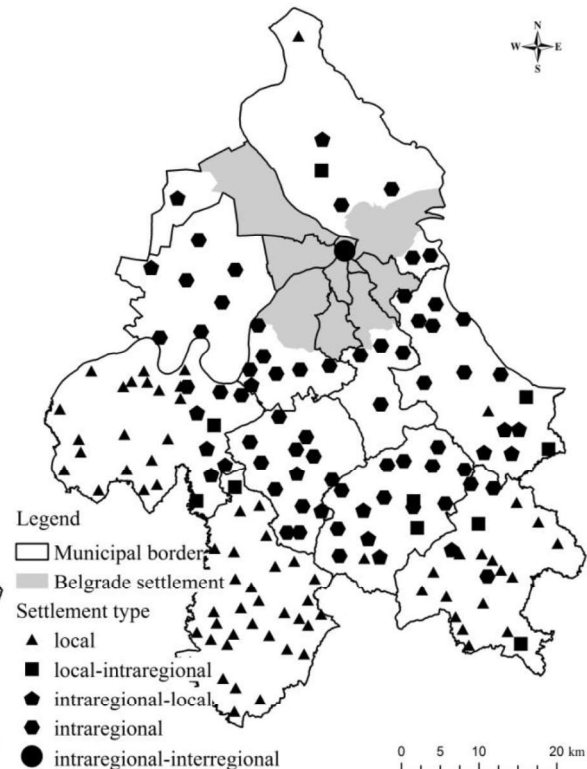 N
W E
S
Legend
Municipal border
Belgrade settlement
Settlement type
local
local-intraregional
intraregional-local
intraregional
intraregional-interregional
0 5 10 20 km